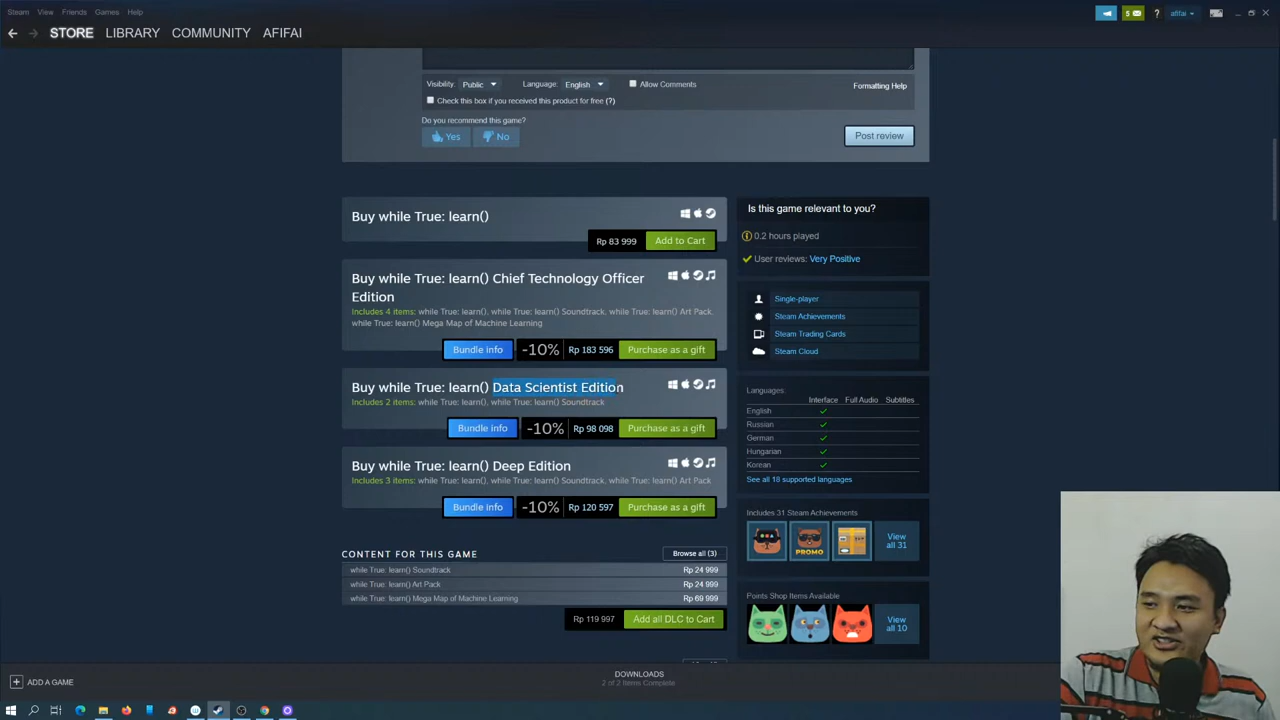 Steam View Friends Games Help
5 ? afifai
STORE LIBRARY COMMUNITY AFIFAI
Visibility: Public Language: English Allow Comments Formatting Help
Check this box if you received this product for free (?)
Do you recommend this game?
Yes No Post review
Buy while True: learn()
Rp 83 999 Add to Cart
Buy while True: learn() Chief Technology Officer
Edition
Includes 4 items: while True: learn(), while True: learn() Soundtrack, while True: learn() Art Pack,
while True: learn() Mega Map of Machine Learning
Bundle info -10% Rp 183 596 Purchase as a gift
Buy while True: learn() Data Scientist Edition
Includes 2 items: while True: learn(), while True: learn() Soundtrack
Bundle info -10% Rp 98 098 Purchase as a gift
Buy while True: learn() Deep Edition
Includes 3 items: while True: learn(), while True: learn() Soundtrack, while True: learn() Art Pack
Bundle info -10% Rp 120 597 Purchase as a gift
CONTENT FOR THIS GAME Browse all (3)
while True: learn() Soundtrack Rp 24 999
while True: learn() Art Pack Rp 24 999
while True: learn() Mega Map of Machine Learning Rp 69 999
Rp 119 997 Add all DLC to Cart
Is this game relevant to you?
0.2 hours played
User reviews: Very Positive
Single-player
Steam Achievements
Steam Trading Cards
Steam Cloud
Languages:
Interface Full Audio Subtitles
English
Russian
German
Hungarian
Korean
See all 18 supported languages
Includes 31 Steam Achievements
PROMO
View
all 31
Points Shop Items Available
View
all 10
ADD A GAME
DOWNLOADS
2 of 2 Items Complete